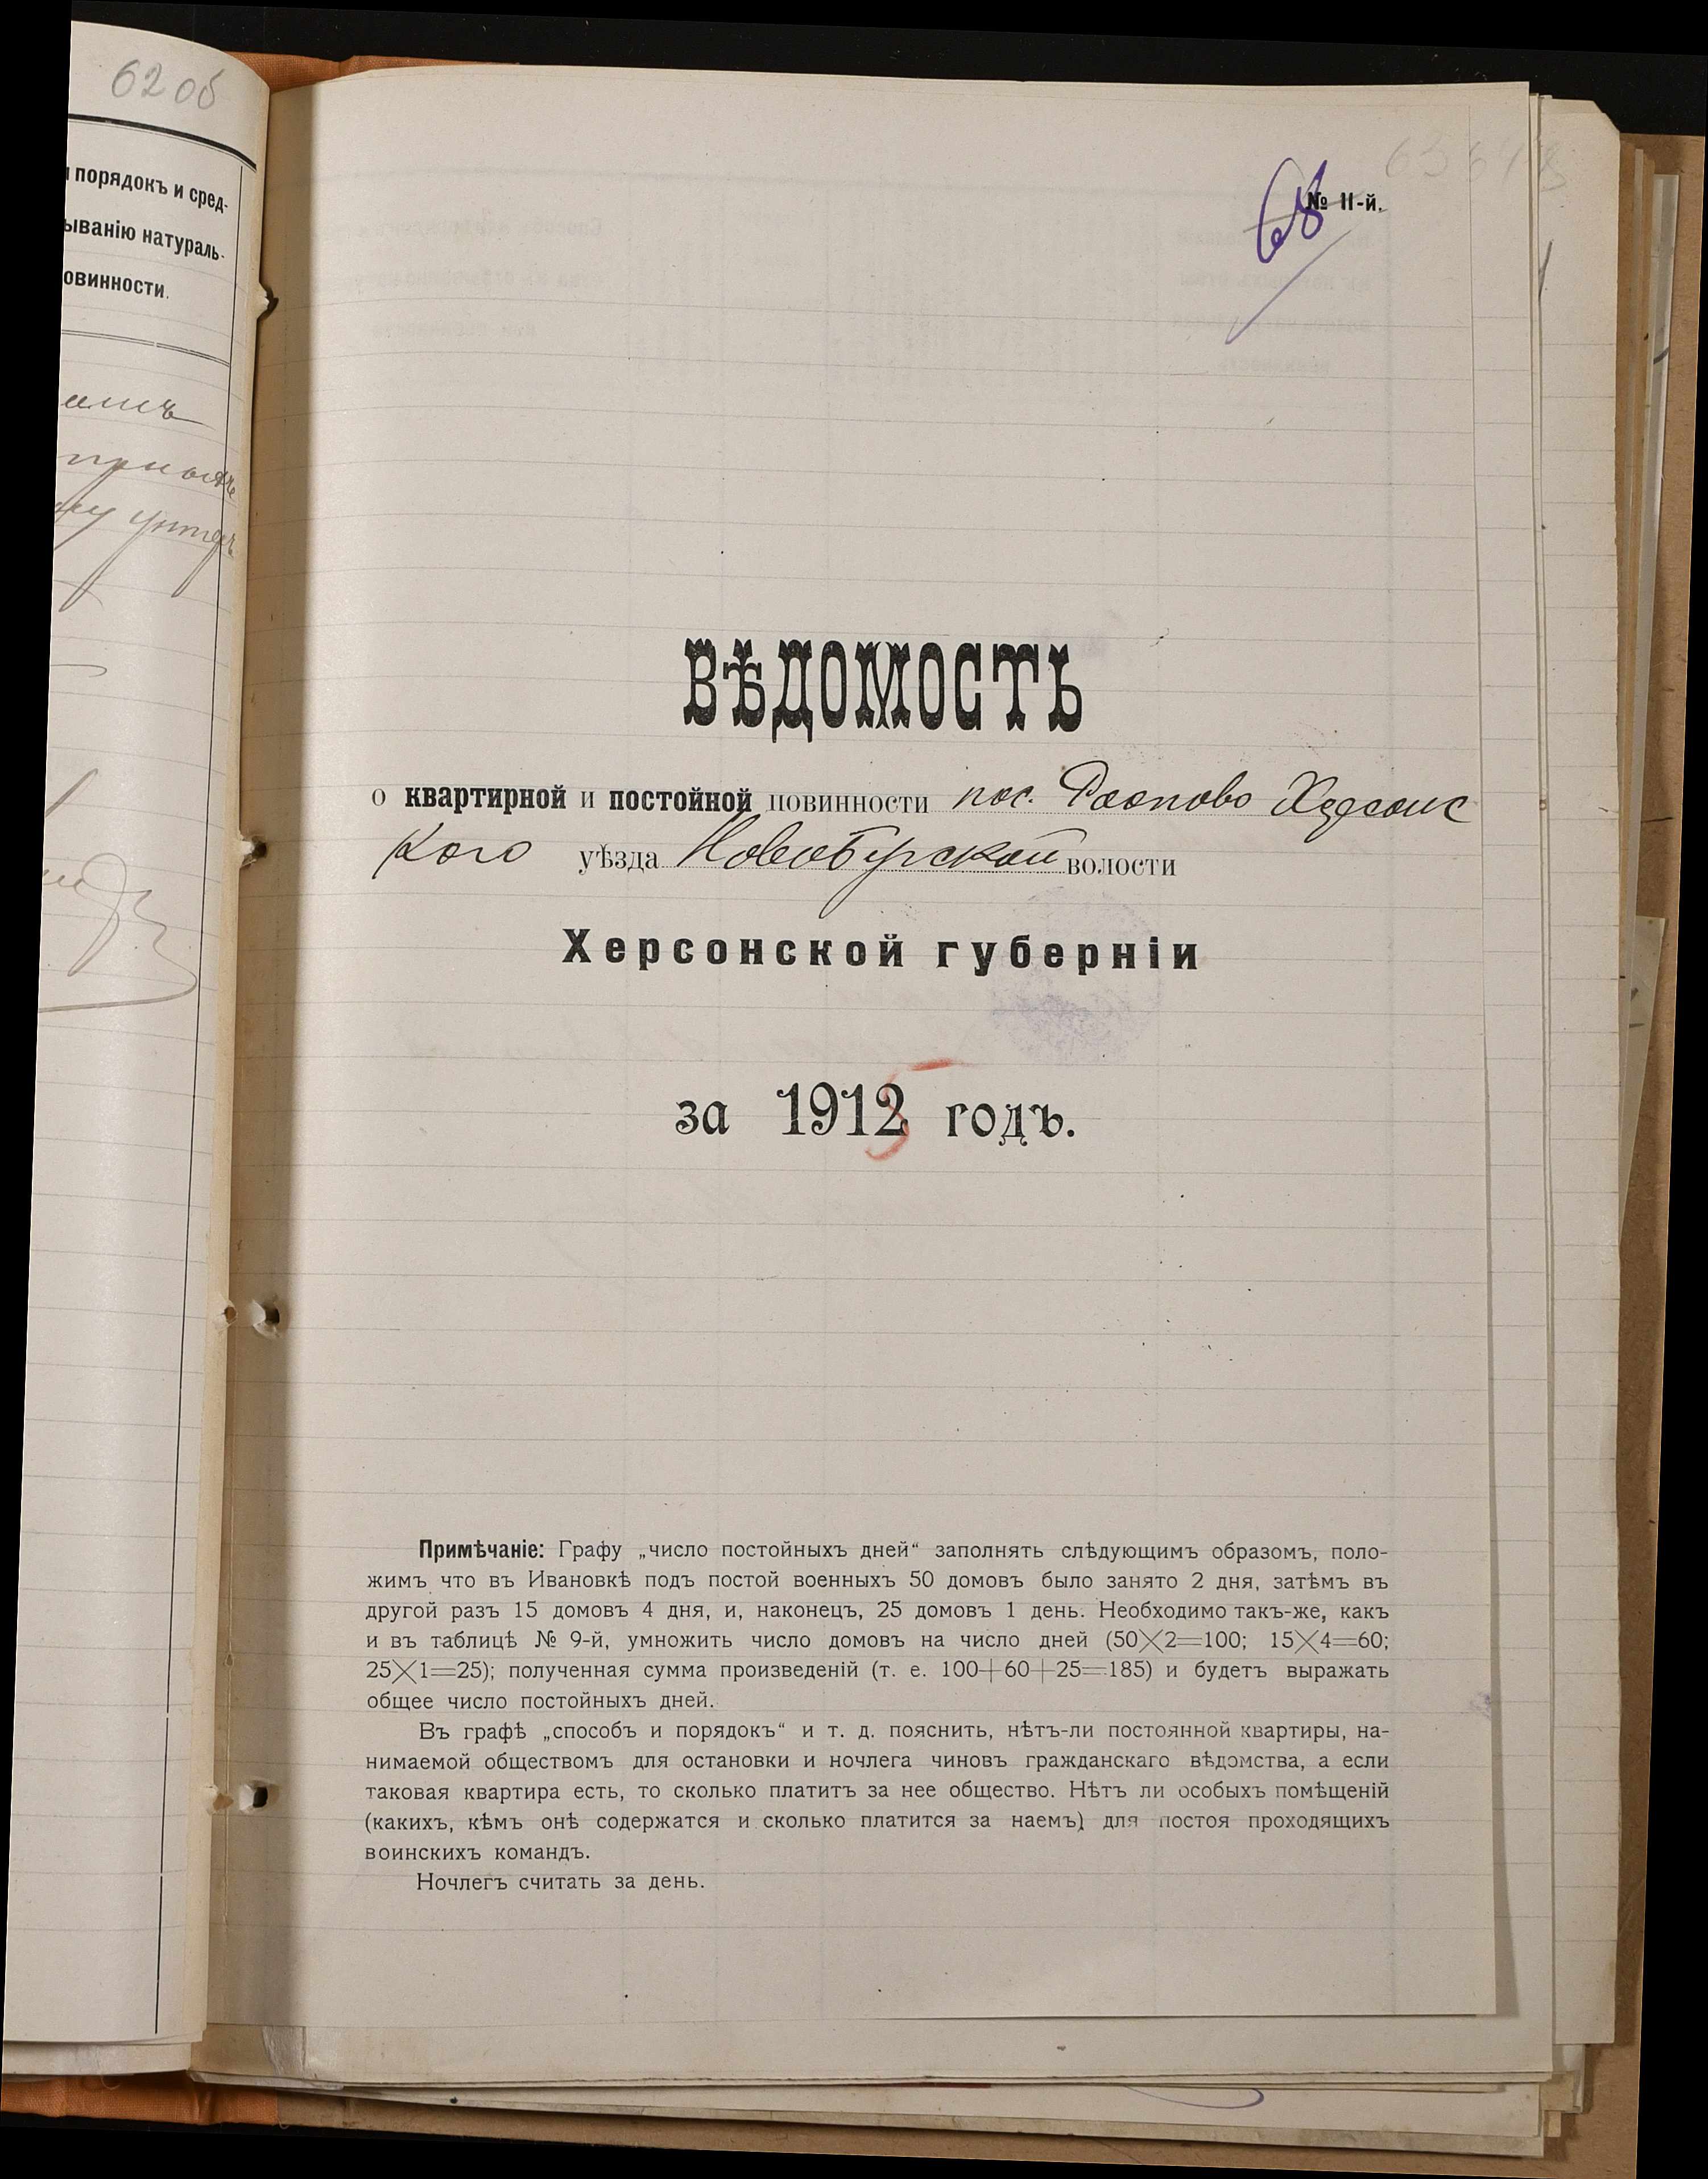 62 об
порядокъ и сред-
ыванію натураль-
овинности.
№ 11-й.
68
ВѢДОМОСТЬ
о квартирной и постойной повинности пос. Раопово Херсонс
кого уѣзда Новобугской волости
Херсонской губерніи
за 1912 годъ.
Примѣчаніе: Графу „число постойныхъ дней“ заполнять слѣдующимъ образомъ, поло-
жимъ что въ Ивановкѣ подъ постой военныхъ 50 домовъ было занято 2 дня, затѣмъ въ
другой разъ 15 домовъ 4 дня, и, наконецъ, 25 домовъ 1 день. Необходимо такъ-же, какъ
и въ таблицѣ № 9-й, умножить число домовъ на число дней (50╳2=100; 15╳4=60;
25╳1=25); полученная сумма произведеній (т. е. 100+60+25=185) и будетъ выражать
общее число постойныхъ дней.
Въ графѣ „способъ и порядокъ“ и т. д. пояснить, нѣтъ-ли постоянной квартиры, на-
нимаемой обществомъ для остановки и ночлега чиновъ гражданскаго вѣдомства, а если
таковая квартира есть, то сколько платитъ за нее общество. Нѣтъ ли особыхъ помѣщеній
(какихъ, кѣмъ онѣ содержатся и сколько платится за наемъ) для постоя проходящихъ
воинскихъ командъ.
Ночлегъ считать за день.